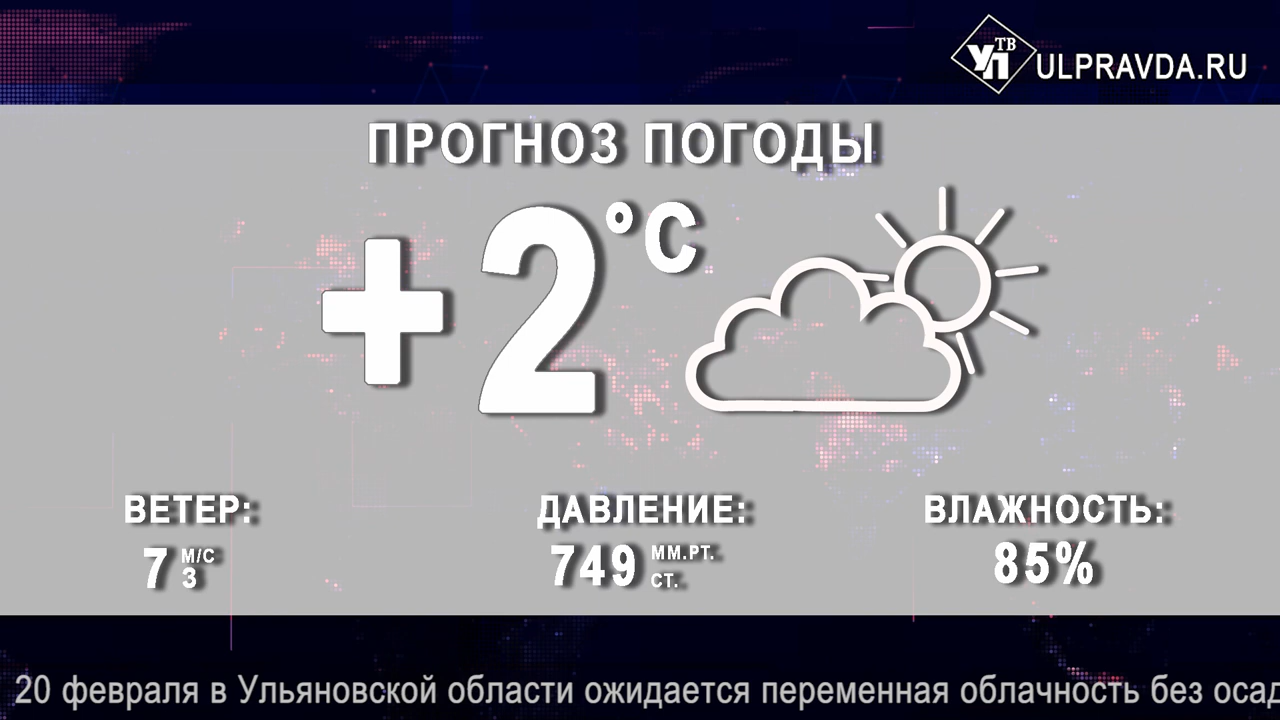 УП ТВ
ULPRAVDA.RU
ПРОГНОЗ ПОГОДЫ
+2°C
ВЕТЕР:
7 М/С
З
ДАВЛЕНИЕ:
749 ММ.РТ.
СТ.
ВЛАЖНОСТЬ:
85%
20 февраля в Ульяновской области ожидается переменная облачность без осад